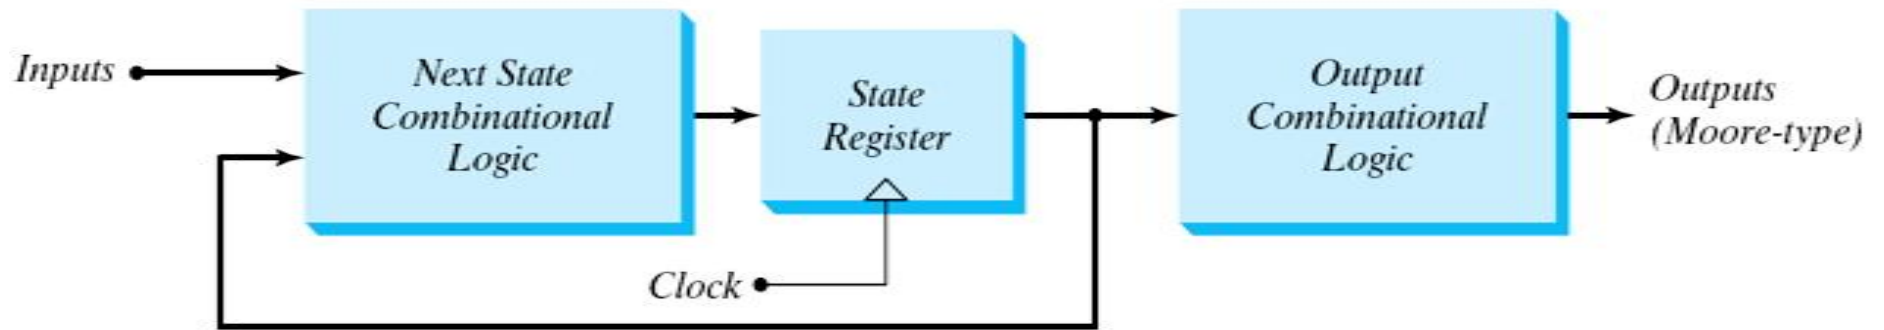 Inputs
Next State
Combinational
Logic
State
Register
Output
Combinational
Logic
Outputs
(Moore-type)
Clock